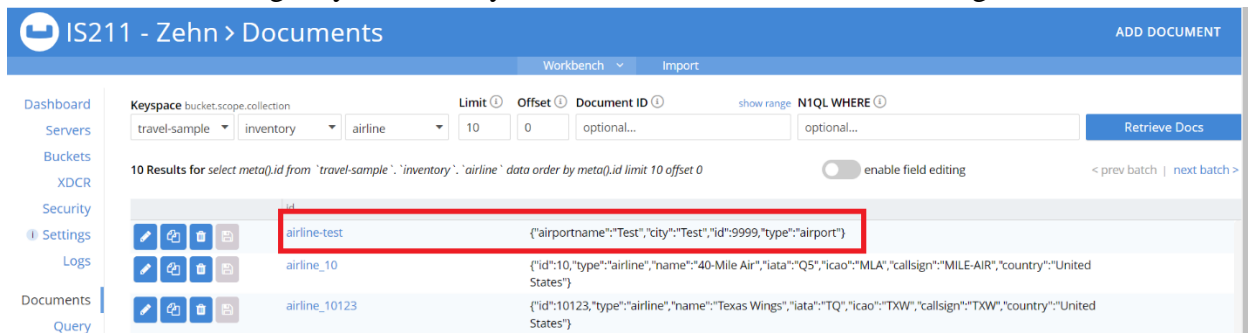 IS211 - Zehn > Documents
ADD DOCUMENT
Workbench
Import
Dashboard
Servers
Buckets
XDCR
Security
Settings
Logs
Documents
Query
Keyspace bucket.scope.collection
Limit
Offset
Document ID
show range
N1QL WHERE
travel-sample
inventory
airline
10
0
optional...
optional...
Retrieve Docs
10 Results for select meta().id from `travel-sample`.`inventory`.`airline` data order by meta().id limit 10 offset 0
enable field editing
< prev batch | next batch >
id
airline-test
{"airportname":"Test","city":"Test","id":9999,"type":"airport"}
airline_10
{"id":10,"type":"airline","name":"40-Mile Air","iata":"Q5","icao":"MLA","callsign":"MILE-AIR","country":"United
States"}
airline_10123
{"id":10123,"type":"airline","name":"Texas Wings","iata":"TQ","icao":"TXW","callsign":"TXW","country":"United
States"}